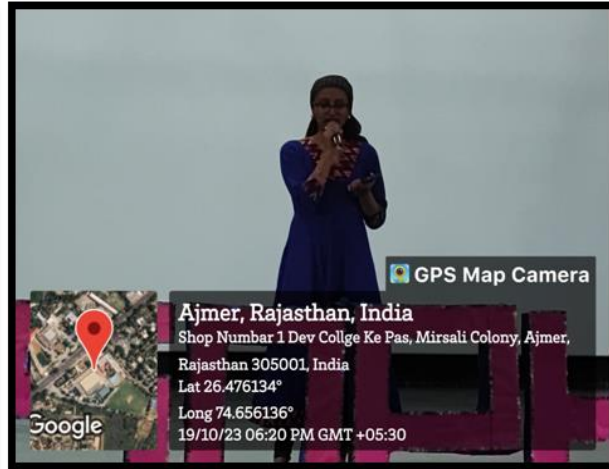 GPS Map Camera
Ajmer, Rajasthan, India
Shop Numbar 1 Dev Collge Ke Pas, Mirsali Colony, Ajmer,
Rajasthan 305001, India
Lat 26.476134°
Long 74.656136°
19/10/23 06:20 PM GMT +05:30
Google